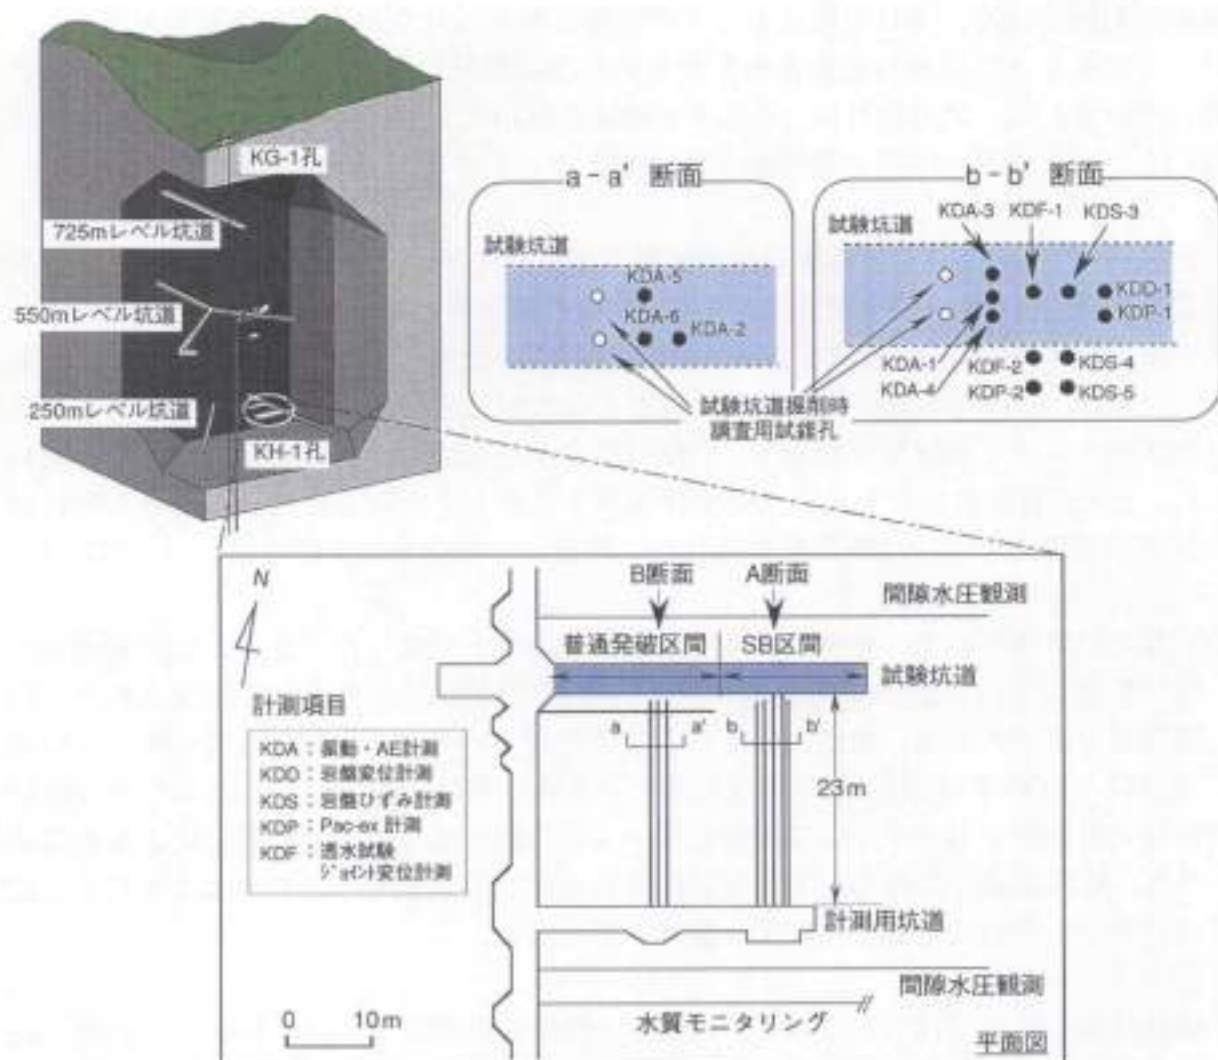 KG-1孔
725mレベル坑道
550mレベル坑道
250mレベル坑道
KH-1孔
a - a' 断面
試験坑道
KDA-5
KDA-6
KDA-2
b - b' 断面
KDA-3 KDF-1 KDS-3
試験坑道
KDD-1
KDP-1
KDA-1 KDF-2 KDS-4
KDA-4 KDP-2 KDS-5
試験坑道掘削時
調査用試錐孔
N
B断面 A断面
間隙水圧観測
普通発破区間 SB区間
試験坑道
計測項目
a a' b b'
KDA：振動・AE計測
KDD：岩盤変位計測
KDS：岩盤ひずみ計測
KDP：Pac-ex 計測
KDF：透水試験
ジョイント変位計測
23m
計測用坑道
間隙水圧観測
0 10m
水質モニタリング
平面図